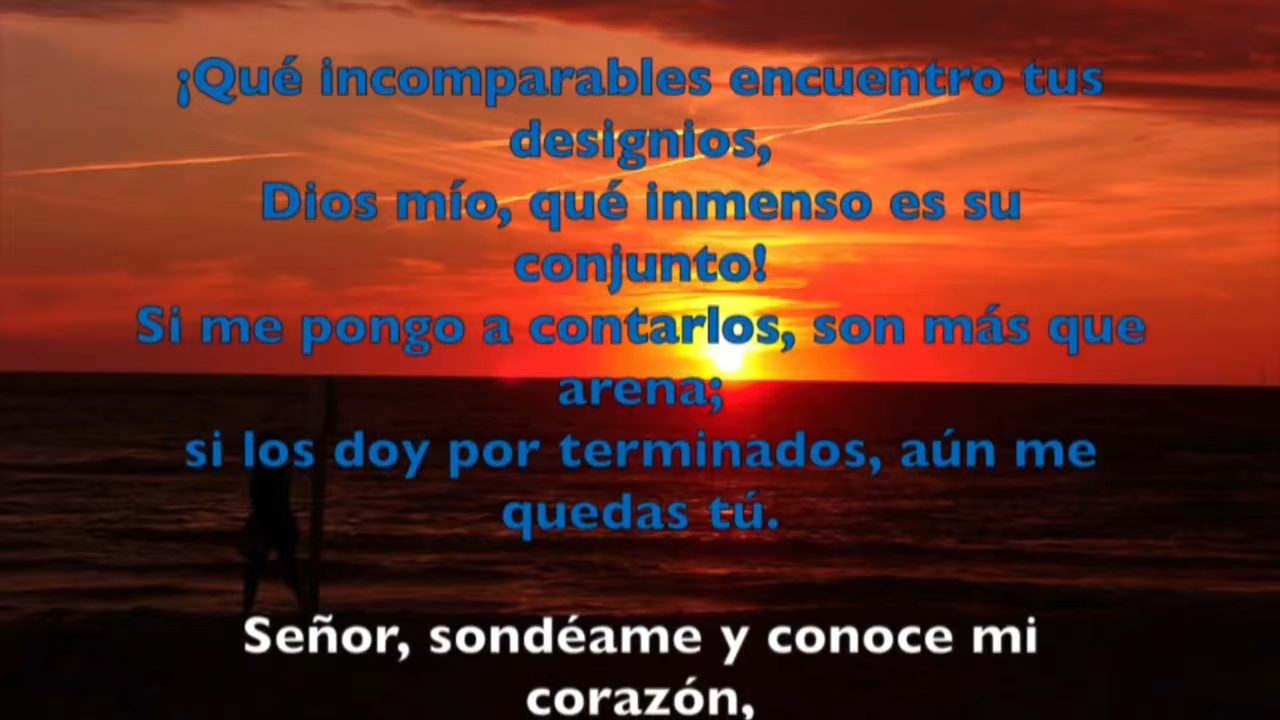 ¡Qué incomparables encuentro tus
designios,
Dios mío, qué inmenso es su
conjunto!
Si me pongo a contarlos, son más que
arena;
si los doy por terminados, aún me
quedas tú.
Señor, sondéame y conoce mi
corazón,